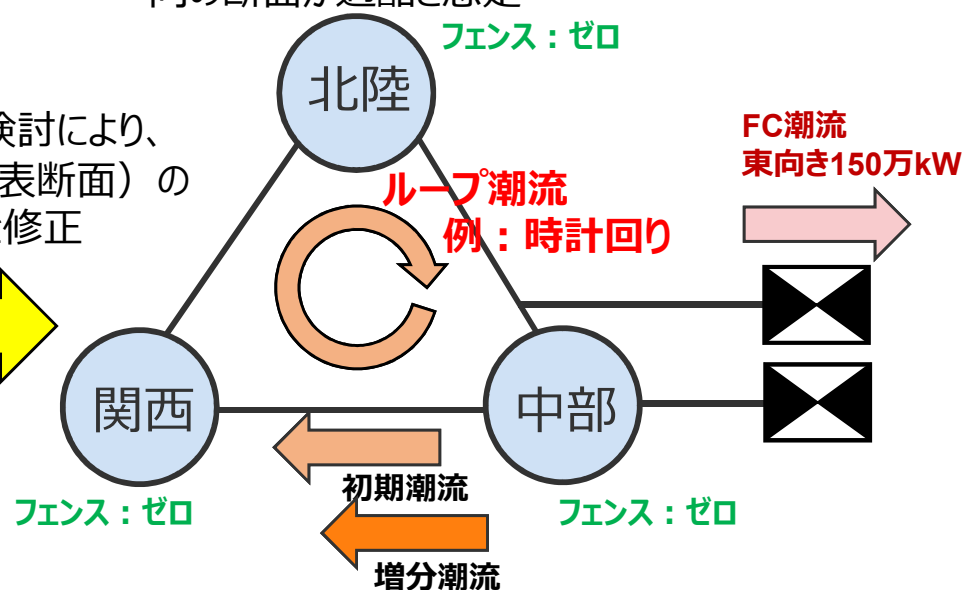 フェンス：ゼロ
北陸
検討により、
表断面）の
修正
FC潮流
東向き150万kW
ループ潮流
例：時計回り
関西
中部
初期潮流
フェンス：ゼロ
フェンス：ゼロ
増分潮流